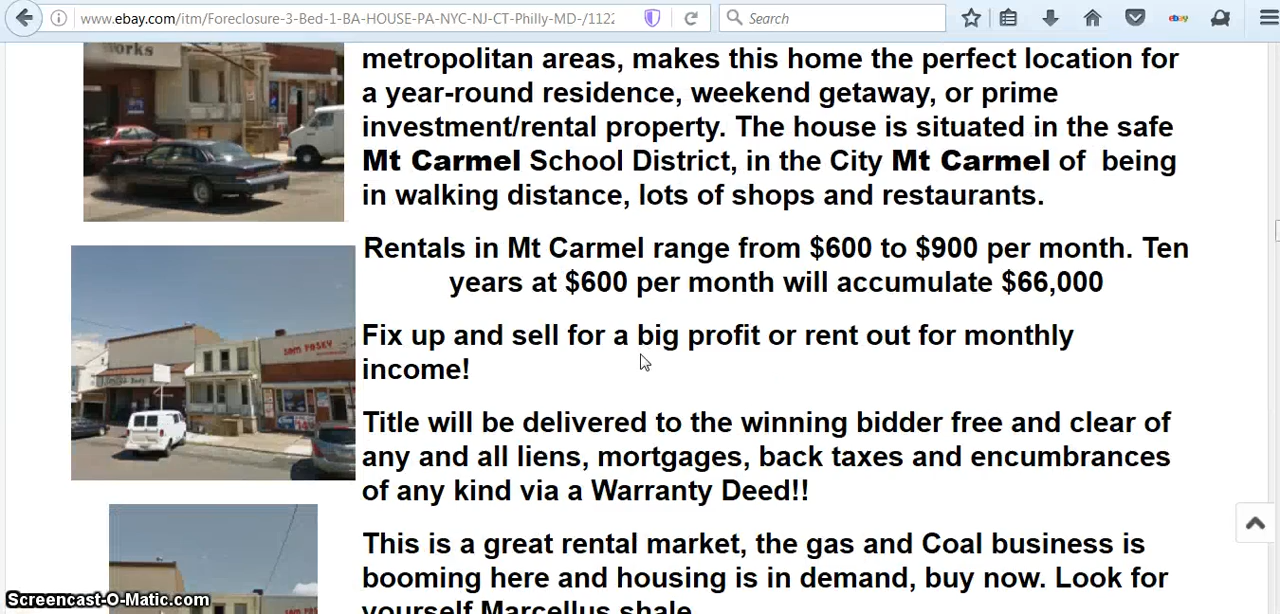 www.ebay.com/itm/Foreclosure-3-Bed-1-BA-HOUSE-PA-NYC-NJ-CT-Philly-MD-/1122
Search
ebay
orks
metropolitan areas, makes this home the perfect location for
a year-round residence, weekend getaway, or prime
investment/rental property. The house is situated in the safe
Mt Carmel School District, in the City Mt Carmel of being
in walking distance, lots of shops and restaurants.
Rentals in Mt Carmel range from $600 to $900 per month. Ten
years at $600 per month will accumulate $66,000
Fix up and sell for a big profit or rent out for monthly
income!
SAM PASKY
Title will be delivered to the winning bidder free and clear of
any and all liens, mortgages, back taxes and encumbrances
of any kind via a Warranty Deed!!
This is a great rental market, the gas and Coal business is
booming here and housing is in demand, buy now. Look for
yourself Marcellus shale
Screencast-O-Matic.com